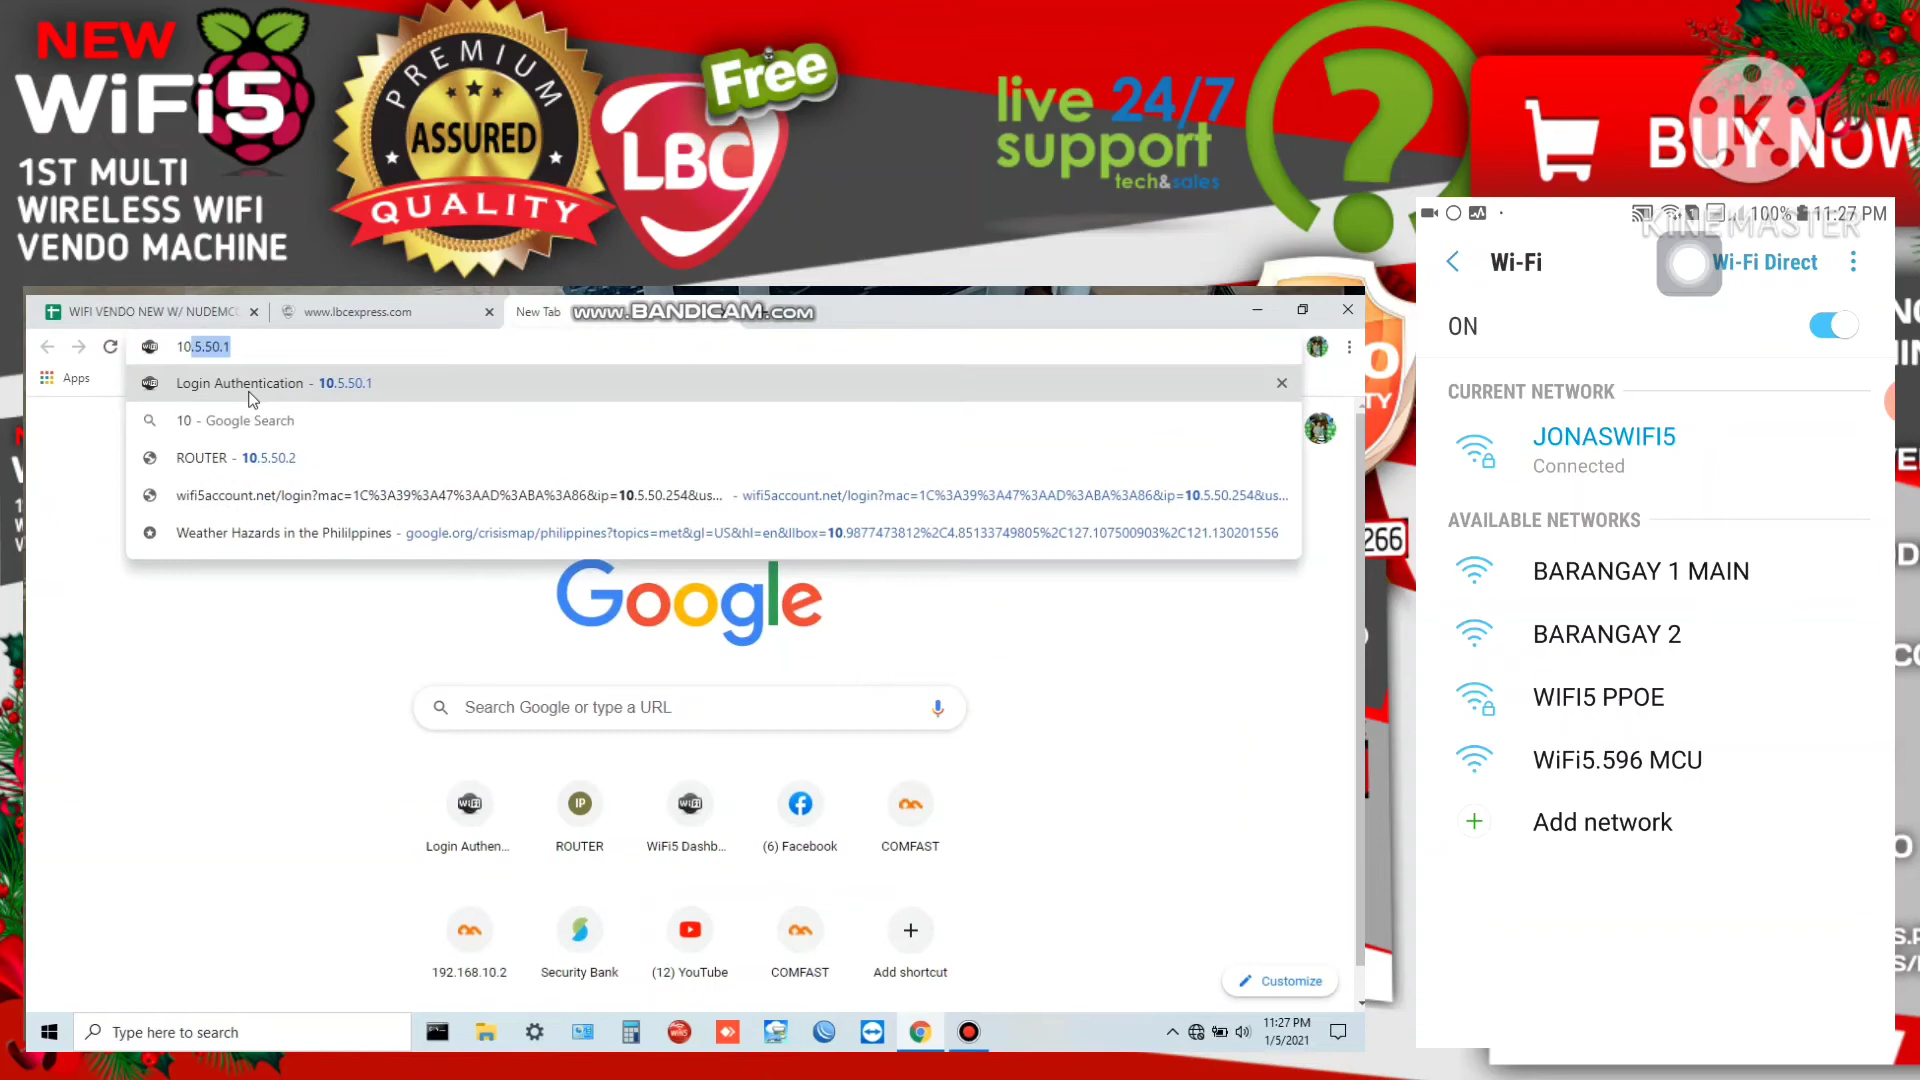 NEW
WiFi5
1ST MULTI
WIRELESS WIFI
VENDO MACHINE
PREMIUM
ASSURED
QUALITY
LBC
Free
live 24/7
support
tech&sales
?
BUY NOW
K
KINEMASTER
WIFI VENDO NEW W/ NUDEMC
www.lbcexpress.com
New Tab
www.BANDICAM.com
10.5.50.1
Apps
Login Authentication - 10.5.50.1
10 - Google Search
ROUTER - 10.5.50.2
wifi5account.net/login?mac=1C%3A39%3A47%3AAD%3ABA%3A86&ip=10.5.50.254&us... - wifi5account.net/login?mac=1C%3A39%3A47%3AAD%3ABA%3A86&ip=10.5.50.254&us...
Weather Hazards in the Philippines - google.org/crisismap/philippines?topics=met&gl=US&hl=en&llbox=10.9877473812%2C4.85133749805%2C127.107500903%2C121.130201556
Google
Search Google or type a URL
WiFi
IP
WiFi
Login Authen...
ROUTER
WiFi5 Dashb...
(6) Facebook
COMFAST
192.168.10.2
Security Bank
(12) YouTube
COMFAST
Add shortcut
Customize
Type here to search
11:27 PM
1/5/2021
266
100% 11:27 PM
Wi-Fi
Wi-Fi Direct
ON
CURRENT NETWORK
JONASWIFI5
Connected
AVAILABLE NETWORKS
BARANGAY 1 MAIN
BARANGAY 2
WIFI5 PPOE
WiFi5.596 MCU
Add network